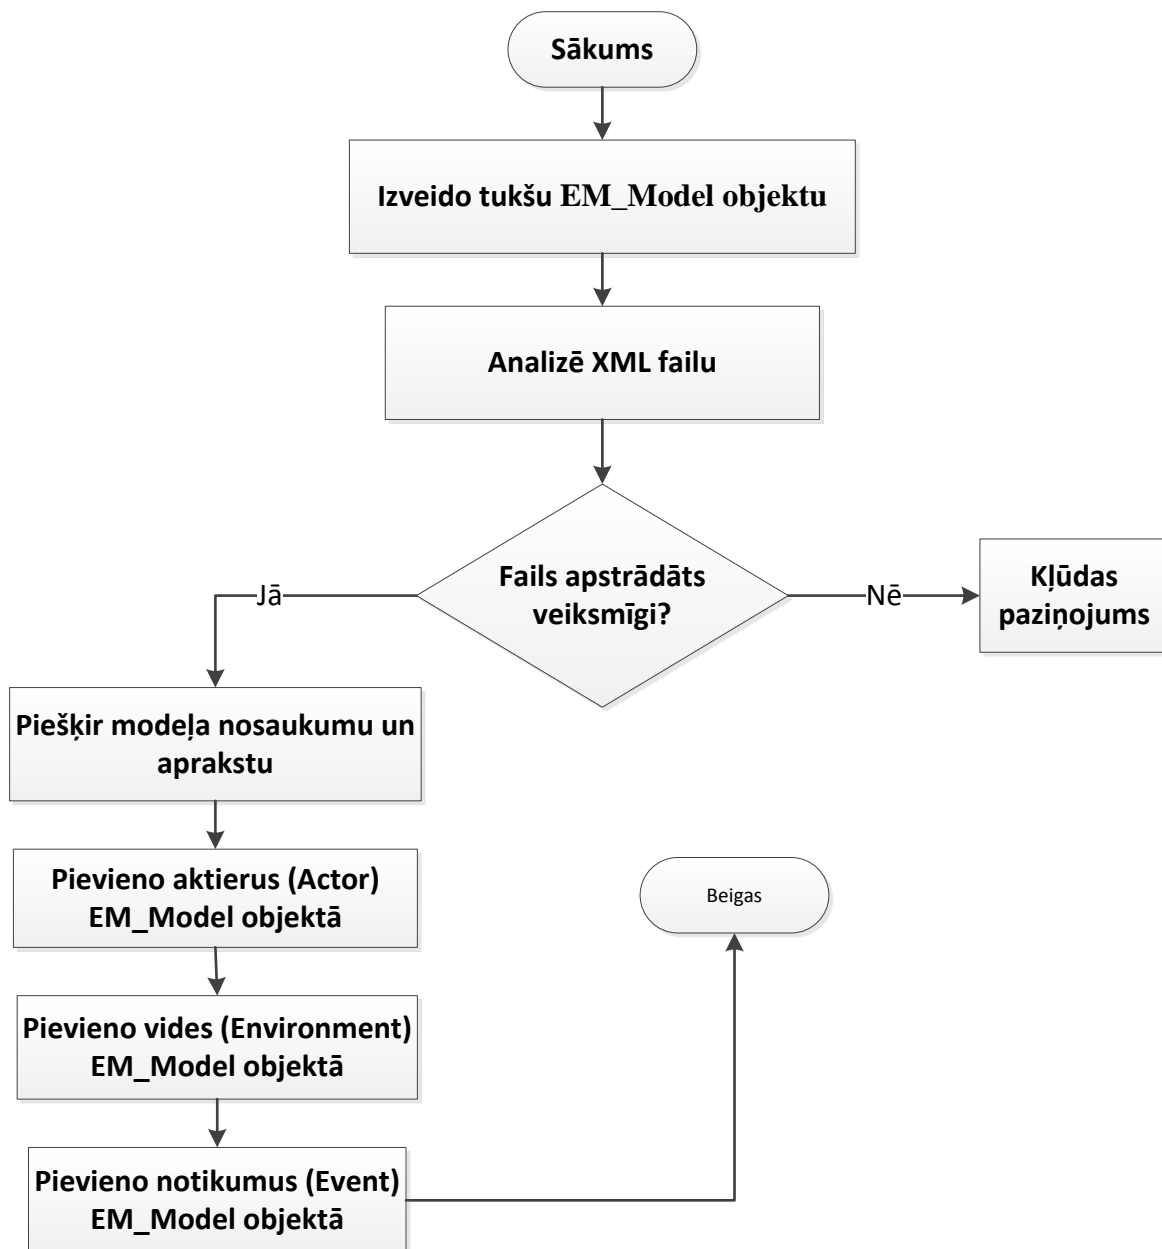 Sākums
Izveido tukšu EM_Model objektu
Analizē XML failu
Fails apstrādāts
veiksmīgi?
Jā
Nē
Kļūdas
paziņojums
Piešķir modeļa nosaukumu un
aprakstu
Pievieno aktierus (Actor)
EM_Model objektā
Beigas
Pievieno vides (Environment)
EM_Model objektā
Pievieno notikumus (Event)
EM_Model objektā